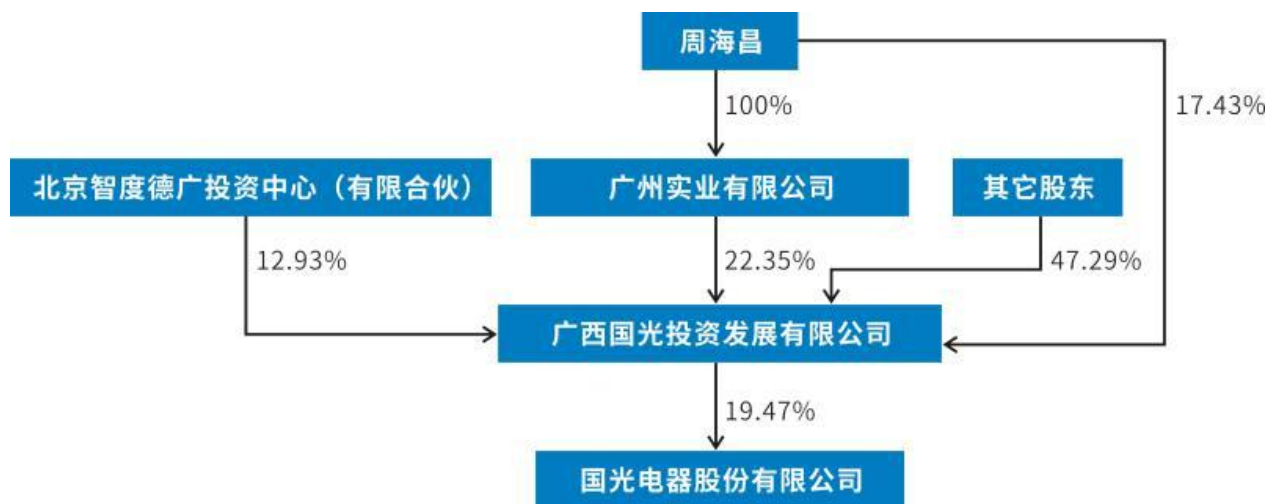 周海昌
100%
17.43%
北京智度德广投资中心（有限合伙）
广州实业有限公司
其它股东
12.93%
22.35%
47.29%
广西国光投资发展有限公司
19.47%
国光电器股份有限公司